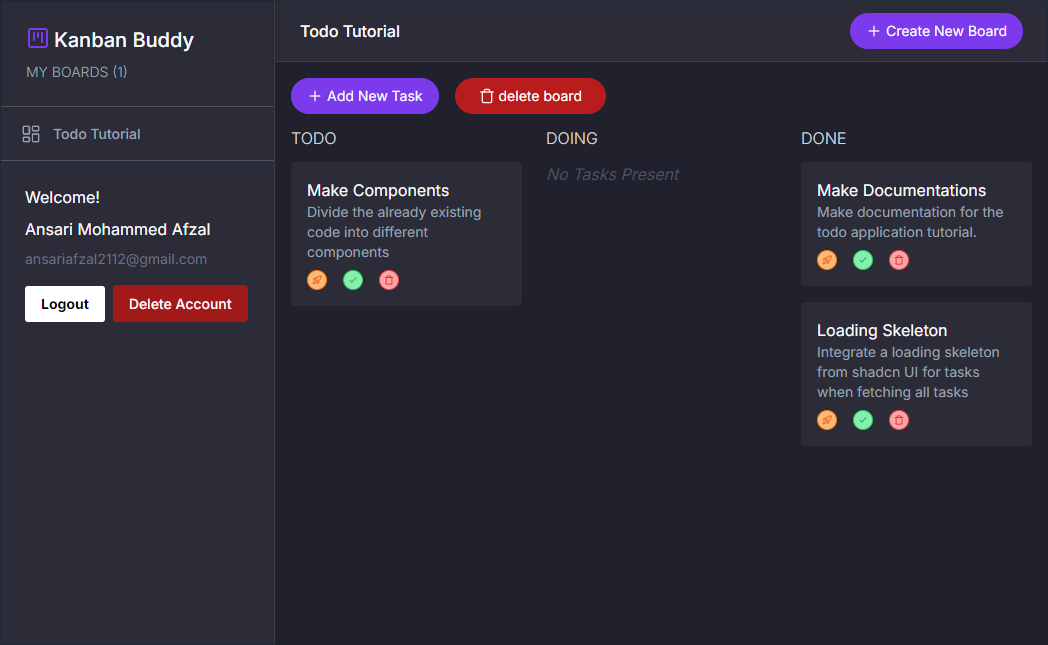 Kanban Buddy
MY BOARDS (1)
Todo Tutorial
Welcome!
Ansari Mohammed Afzal
ansariafzal2112@gmail.com
Logout
Delete Account
Todo Tutorial
+ Create New Board
+ Add New Task
delete board
TODO
Make Components
Divide the already existing
code into different
components
DOING
No Tasks Present
DONE
Make Documentations
Make documentation for the
todo application tutorial.
Loading Skeleton
Integrate a loading skeleton
from shadcn UI for tasks
when fetching all tasks